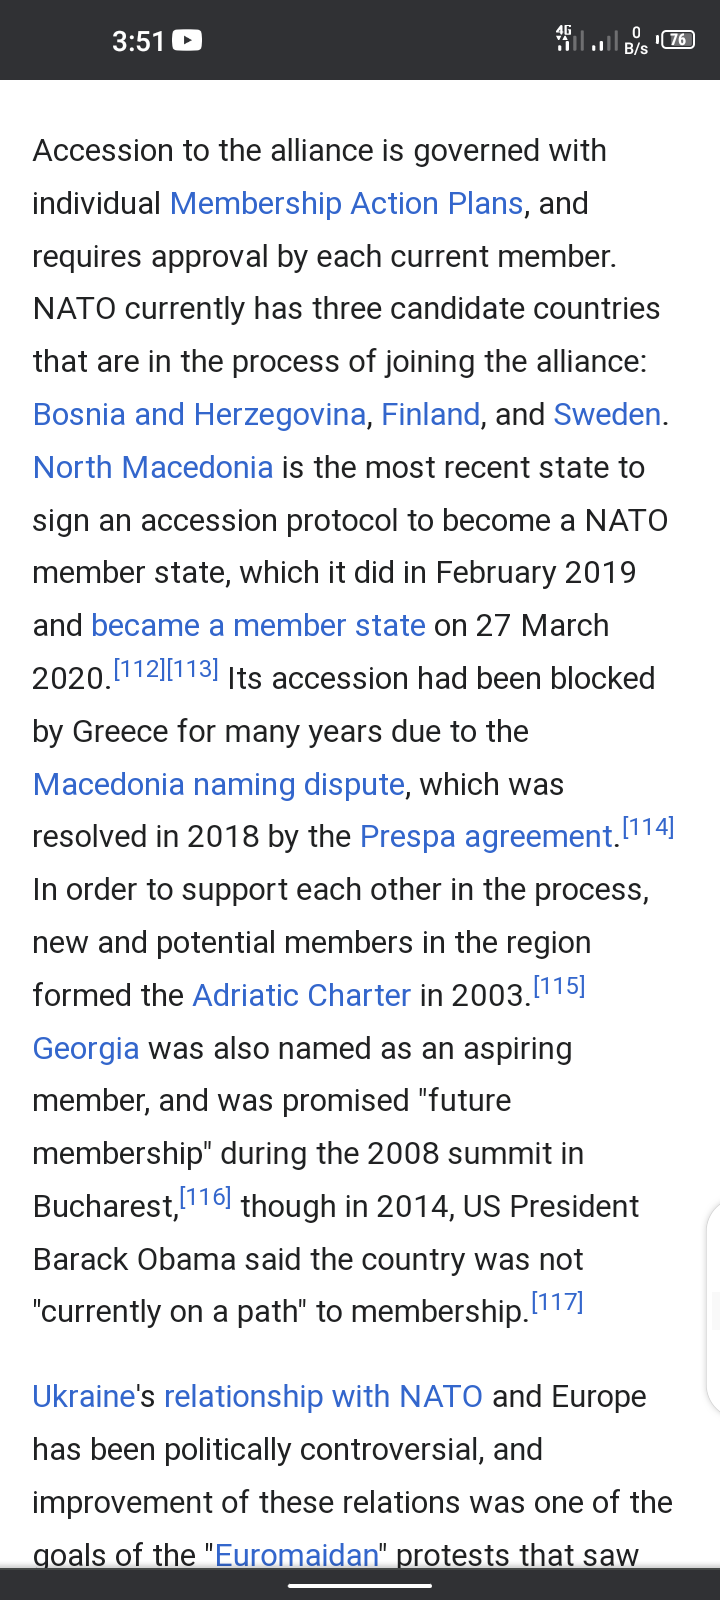 3:51
4G
0
B/s
76
Accession to the alliance is governed with
individual Membership Action Plans, and
requires approval by each current member.
NATO currently has three candidate countries
that are in the process of joining the alliance:
Bosnia and Herzegovina, Finland, and Sweden.
North Macedonia is the most recent state to
sign an accession protocol to become a NATO
member state, which it did in February 2019
and became a member state on 27 March
2020.[112][113] Its accession had been blocked
by Greece for many years due to the
Macedonia naming dispute, which was
resolved in 2018 by the Prespa agreement.[114]
In order to support each other in the process,
new and potential members in the region
formed the Adriatic Charter in 2003.[115]
Georgia was also named as an aspiring
member, and was promised "future
membership" during the 2008 summit in
Bucharest,[116] though in 2014, US President
Barack Obama said the country was not
"currently on a path" to membership.[117]
Ukraine's relationship with NATO and Europe
has been politically controversial, and
improvement of these relations was one of the
goals of the "Euromaidan" protests that saw